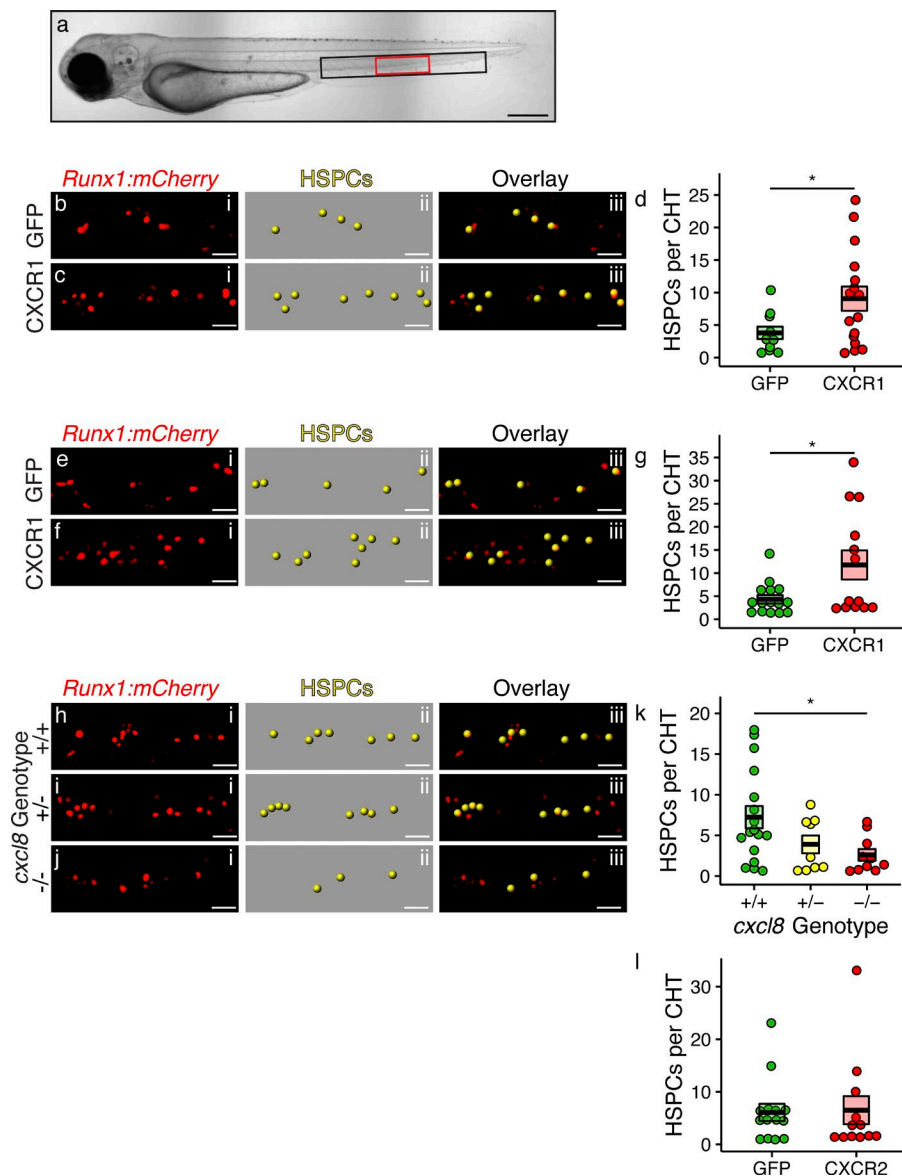 a
Runx1:mCherry HSPCs Overlay
GFP b i ii iii
CXCR1 c i ii iii
d
HSPCs per CHT
*
25
20
15
10
5
0
GFP CXCR1
Runx1:mCherry HSPCs Overlay
GFP e i ii iii
CXCR1 f i ii iii
g
HSPCs per CHT
*
35
30
25
20
15
10
5
0
GFP CXCR1
Runx1:mCherry HSPCs Overlay
cxcl8 Genotype
+/+ h i ii iii
+/- i i ii iii
-/- j i ii iii
k
HSPCs per CHT
*
20
15
10
5
0
+/+ +/− −/−
cxcl8 Genotype
l
HSPCs per CHT
30
20
10
0
GFP CXCR2